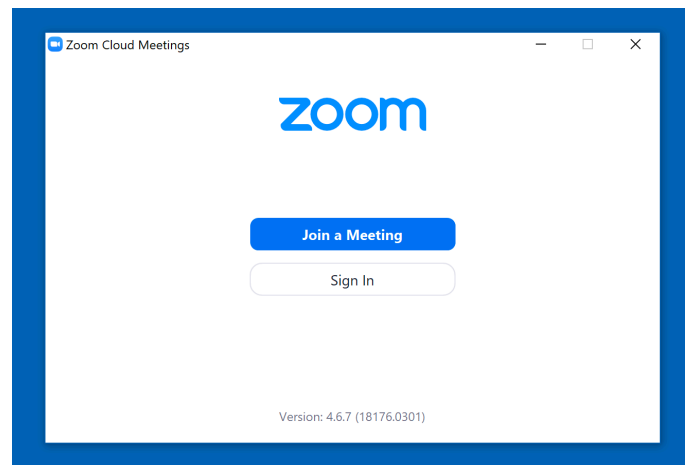 Zoom Cloud Meetings
zoom
Join a Meeting
Sign In
Version: 4.6.7 (18176.0301)